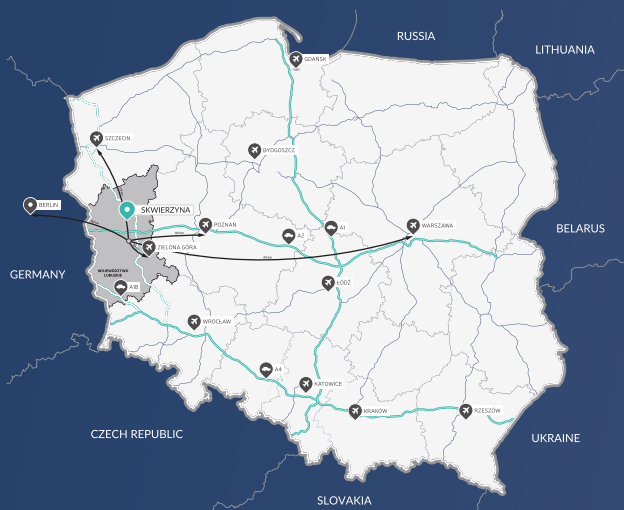 RUSSIA
LITHUANIA
GDAŃSK
SZCZECIN
BYDGOSZCZ
BERLIN
SKWIERZYNA
POZNAŃ
A2
A1
WARSZAWA
BELARUS
ZIELONA GÓRA
GERMANY
WOJEWÓDZTWO
LUBUSKIE
A18
ŁÓDŹ
WROCŁAW
A4
KATOWICE
KRAKÓW
RZESZÓW
CZECH REPUBLIC
UKRAINE
SLOVAKIA